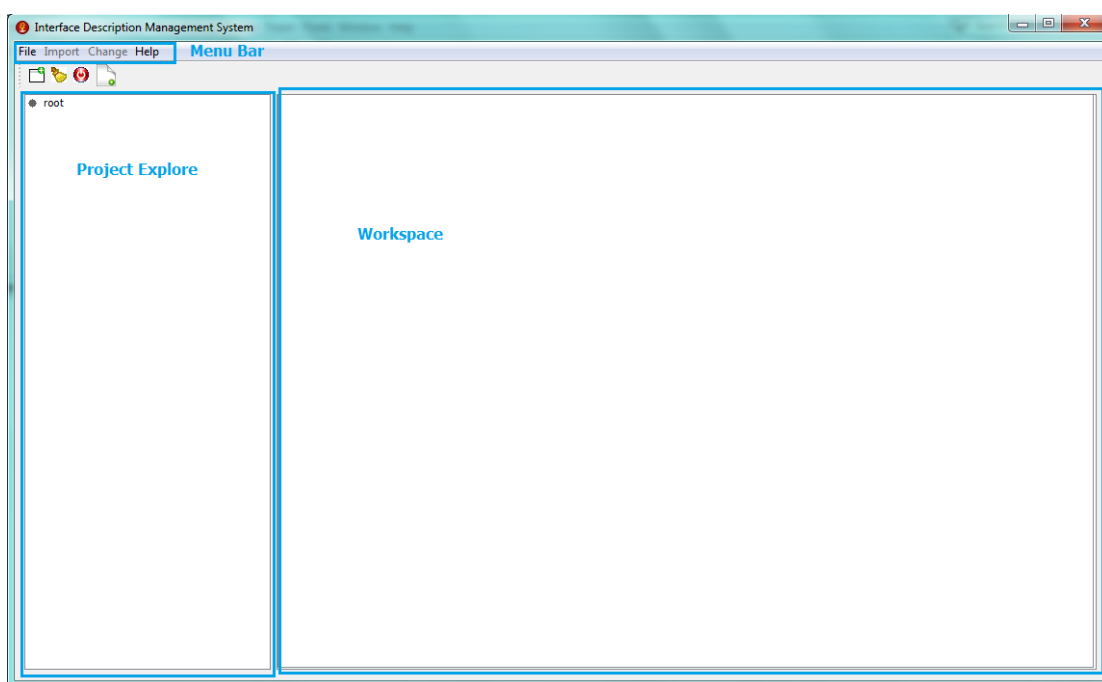 Interface Description Management System
File Import Change Help Menu Bar
root
Project Explore
Workspace